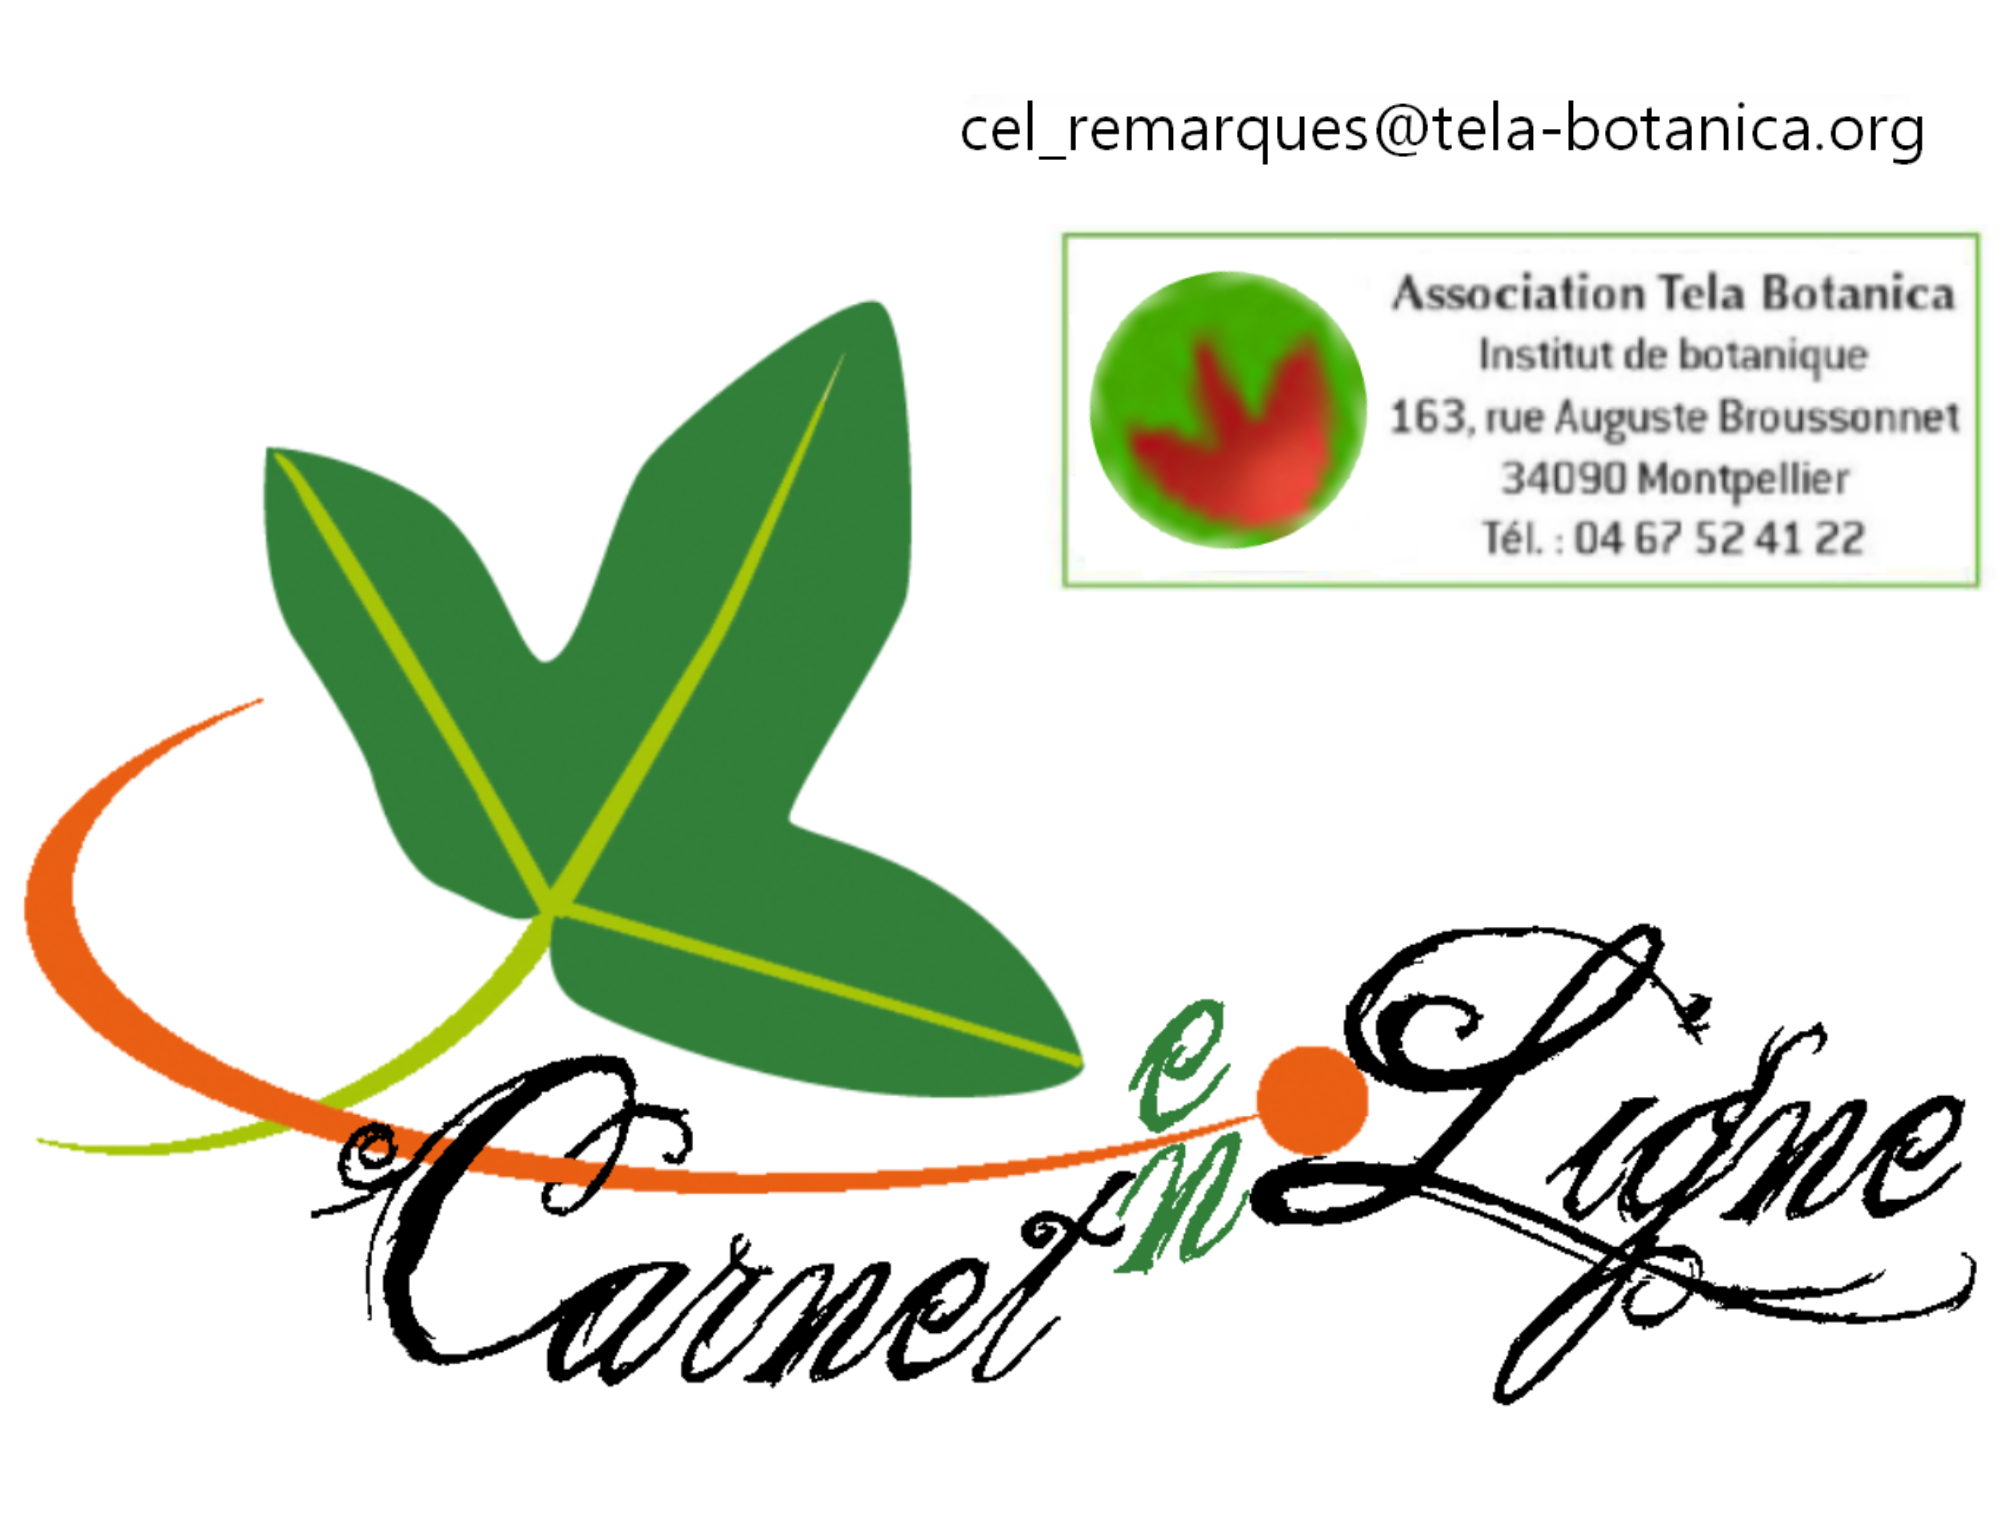 cel_remarques@tela-botanica.org
Association Tela Botanica
Institut de botanique
163, rue Auguste Broussonnet
34090 Montpellier
Tél. : 04 67 52 41 22
Carnet en Ligne